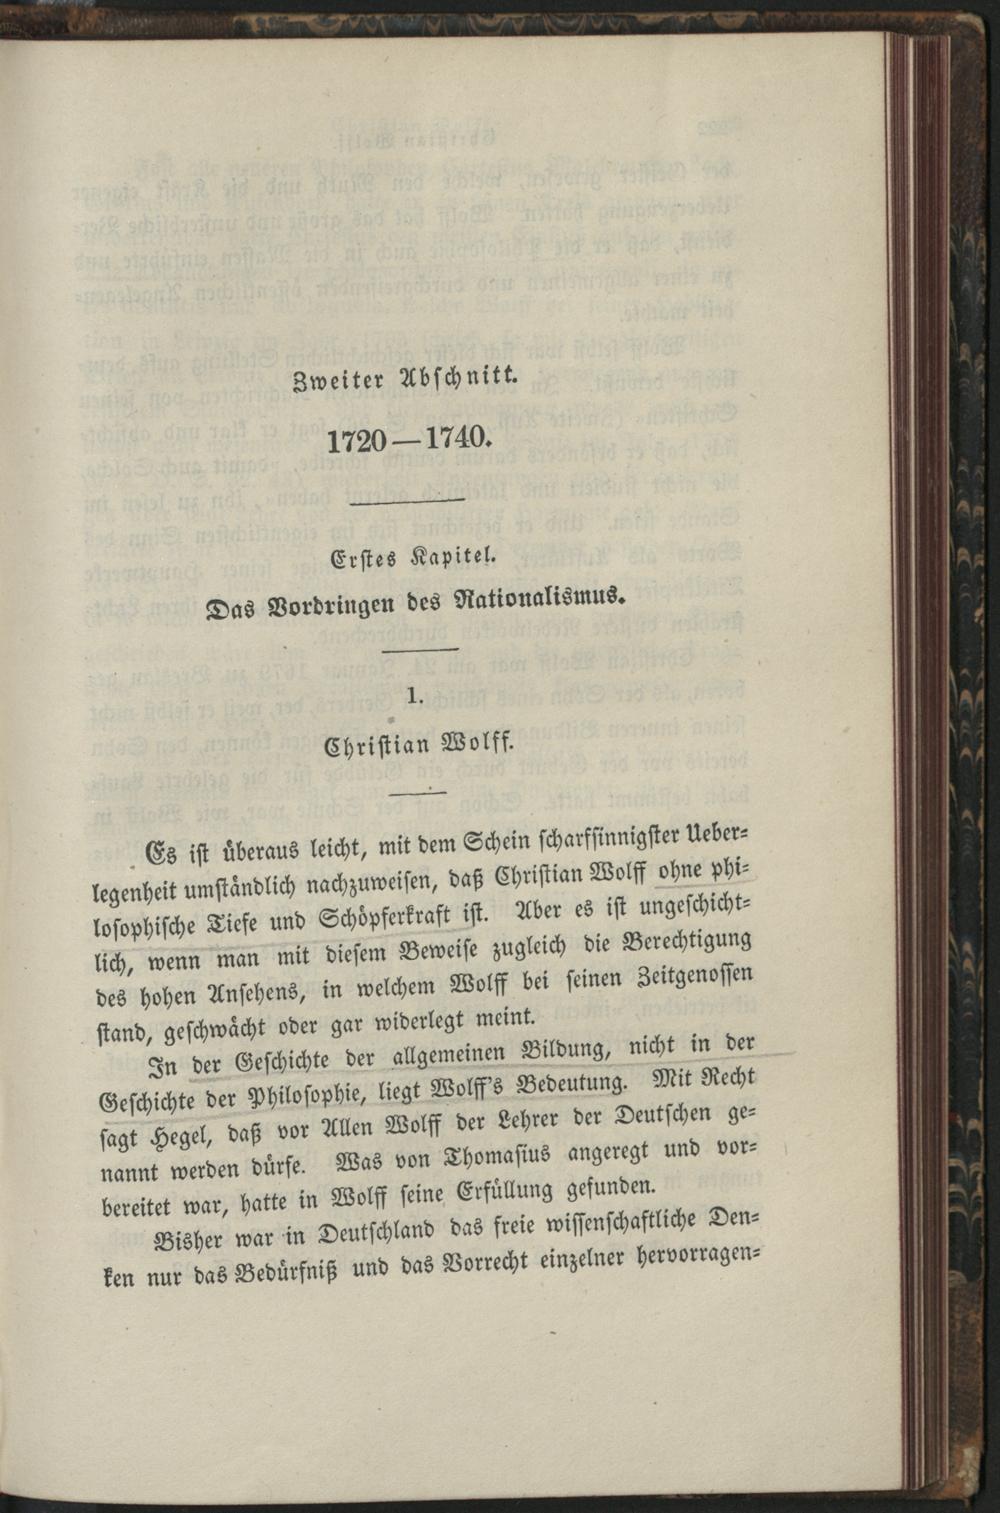 Zweiter Abschnitt.
1720—1740.
Erstes Kapitel.
Das Vordringen des Rationalismus.
1.
Christian Wolff.
Es ist überaus leicht, mit dem Schein scharfsinnigster Ueber-
legenheit umständlich nachzuweisen, daß Christian Wolff ohne phi-
losophische Tiefe und Schöpferkraft ist. Aber es ist ungeschicht-
lich, wenn man mit diesem Beweise zugleich die Berechtigung
des hohen Ansehens, in welchem Wolff bei seinen Zeitgenossen
stand, geschwächt oder gar widerlegt meint.
In der Geschichte der allgemeinen Bildung, nicht in der
Geschichte der Philosophie, liegt Wolff's Bedeutung. Mit Recht
sagt Hegel, daß vor Allen Wolff der Lehrer der Deutschen ge-
nannt werden dürfe. Was von Thomasius angeregt und vor-
bereitet war, hatte in Wolff seine Erfüllung gefunden.
Bisher war in Deutschland das freie wissenschaftliche Den-
ken nur das Bedürfniß und das Vorrecht einzelner hervorragen-